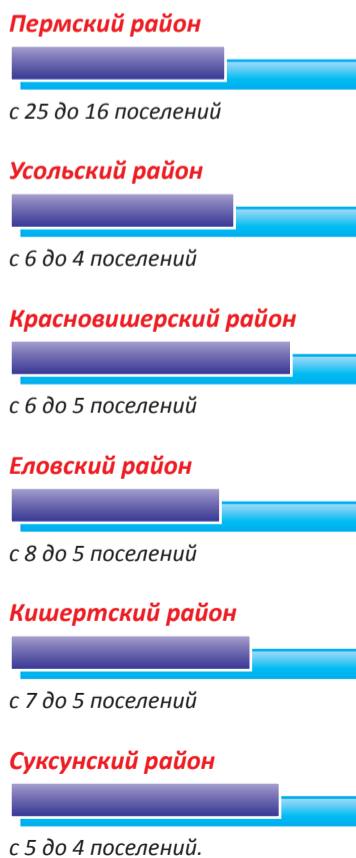 Пермский район
с 25 до 16 поселений
Усольский район
с 6 до 4 поселений
Красновишерский район
с 6 до 5 поселений
Еловский район
с 8 до 5 поселений
Кишертский район
с 7 до 5 поселений
Суксунский район
с 5 до 4 поселений.